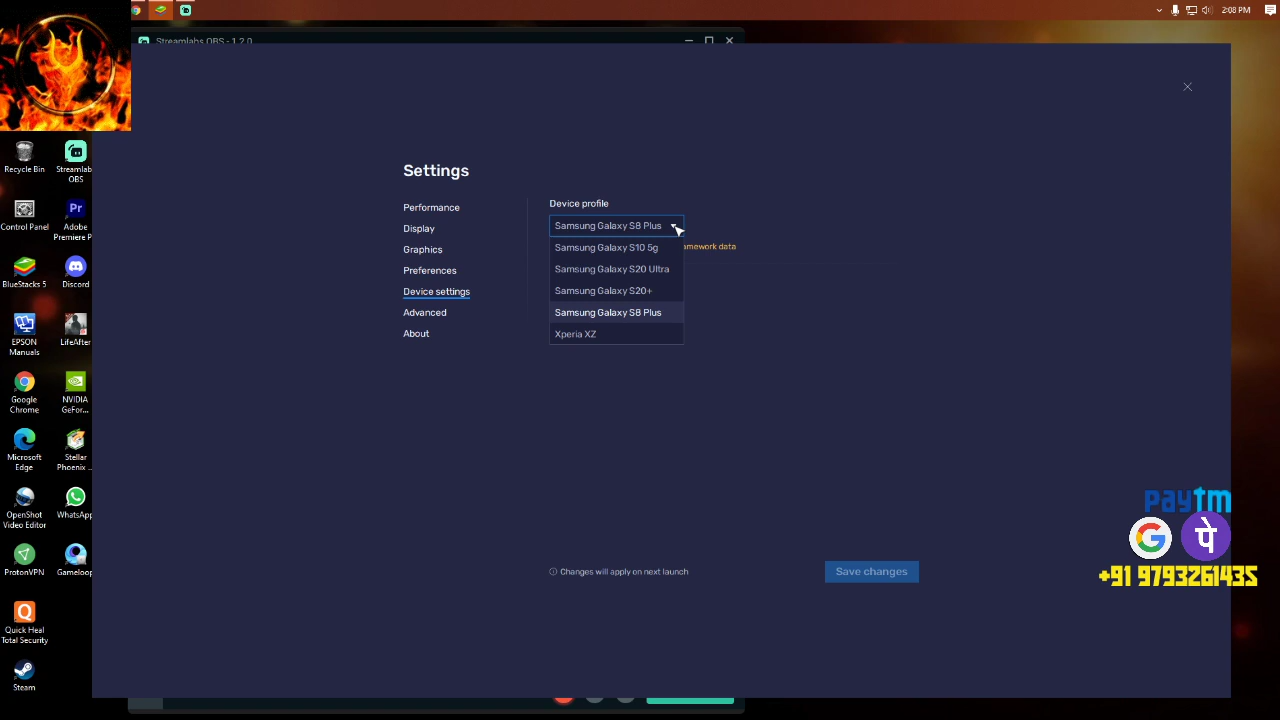 2:08 PM
Streamlabs OBS - 1.2.0
Recycle Bin
Streamlab
OBS
Control Panel
Pr
Adobe
Premiere P
BlueStacks 5
Discord
EPSON
Manuals
LifeAfter
Google
Chrome
NVIDIA
GeFor...
Microsoft
Edge
Stellar
Phoenix ...
OpenShot
Video Editor
WhatsApp
ProtonVPN
Gameloop
Quick Heal
Total Security
Steam
Settings
Performance
Display
Graphics
Preferences
Device settings
Advanced
About
Device profile
Samsung Galaxy S8 Plus
amework data
Samsung Galaxy S10 5g
Samsung Galaxy S20 Ultra
Samsung Galaxy S20+
Samsung Galaxy S8 Plus
Xperia XZ
Changes will apply on next launch
Save changes
paytm
G पे
+91 9793261435